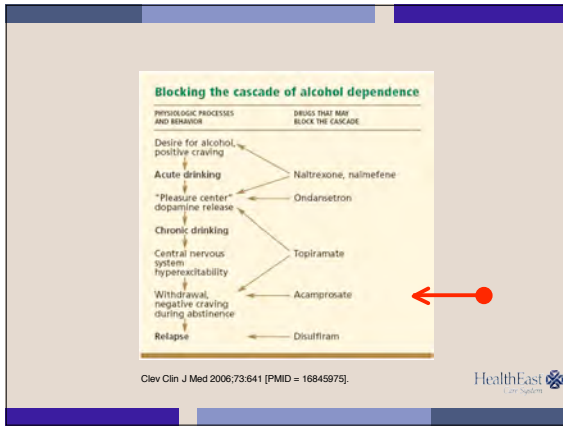 Blocking the cascade of alcohol dependence
PHYSIOLOGIC PROCESSES
AND BEHAVIOR
DRUGS THAT MAY
BLOCK THE CASCADE
Desire for alcohol,
positive craving
Acute drinking
Naltrexone, nalmefene
"Pleasure center"
dopamine release
Ondansetron
Chronic drinking
Central nervous
system
hyperexcitability
Topiramate
Withdrawal,
negative craving
during abstinence
Acamprosate
Relapse
Disulfiram
Clev Clin J Med 2006;73:641 [PMID = 16845975].
HealthEast
Care System